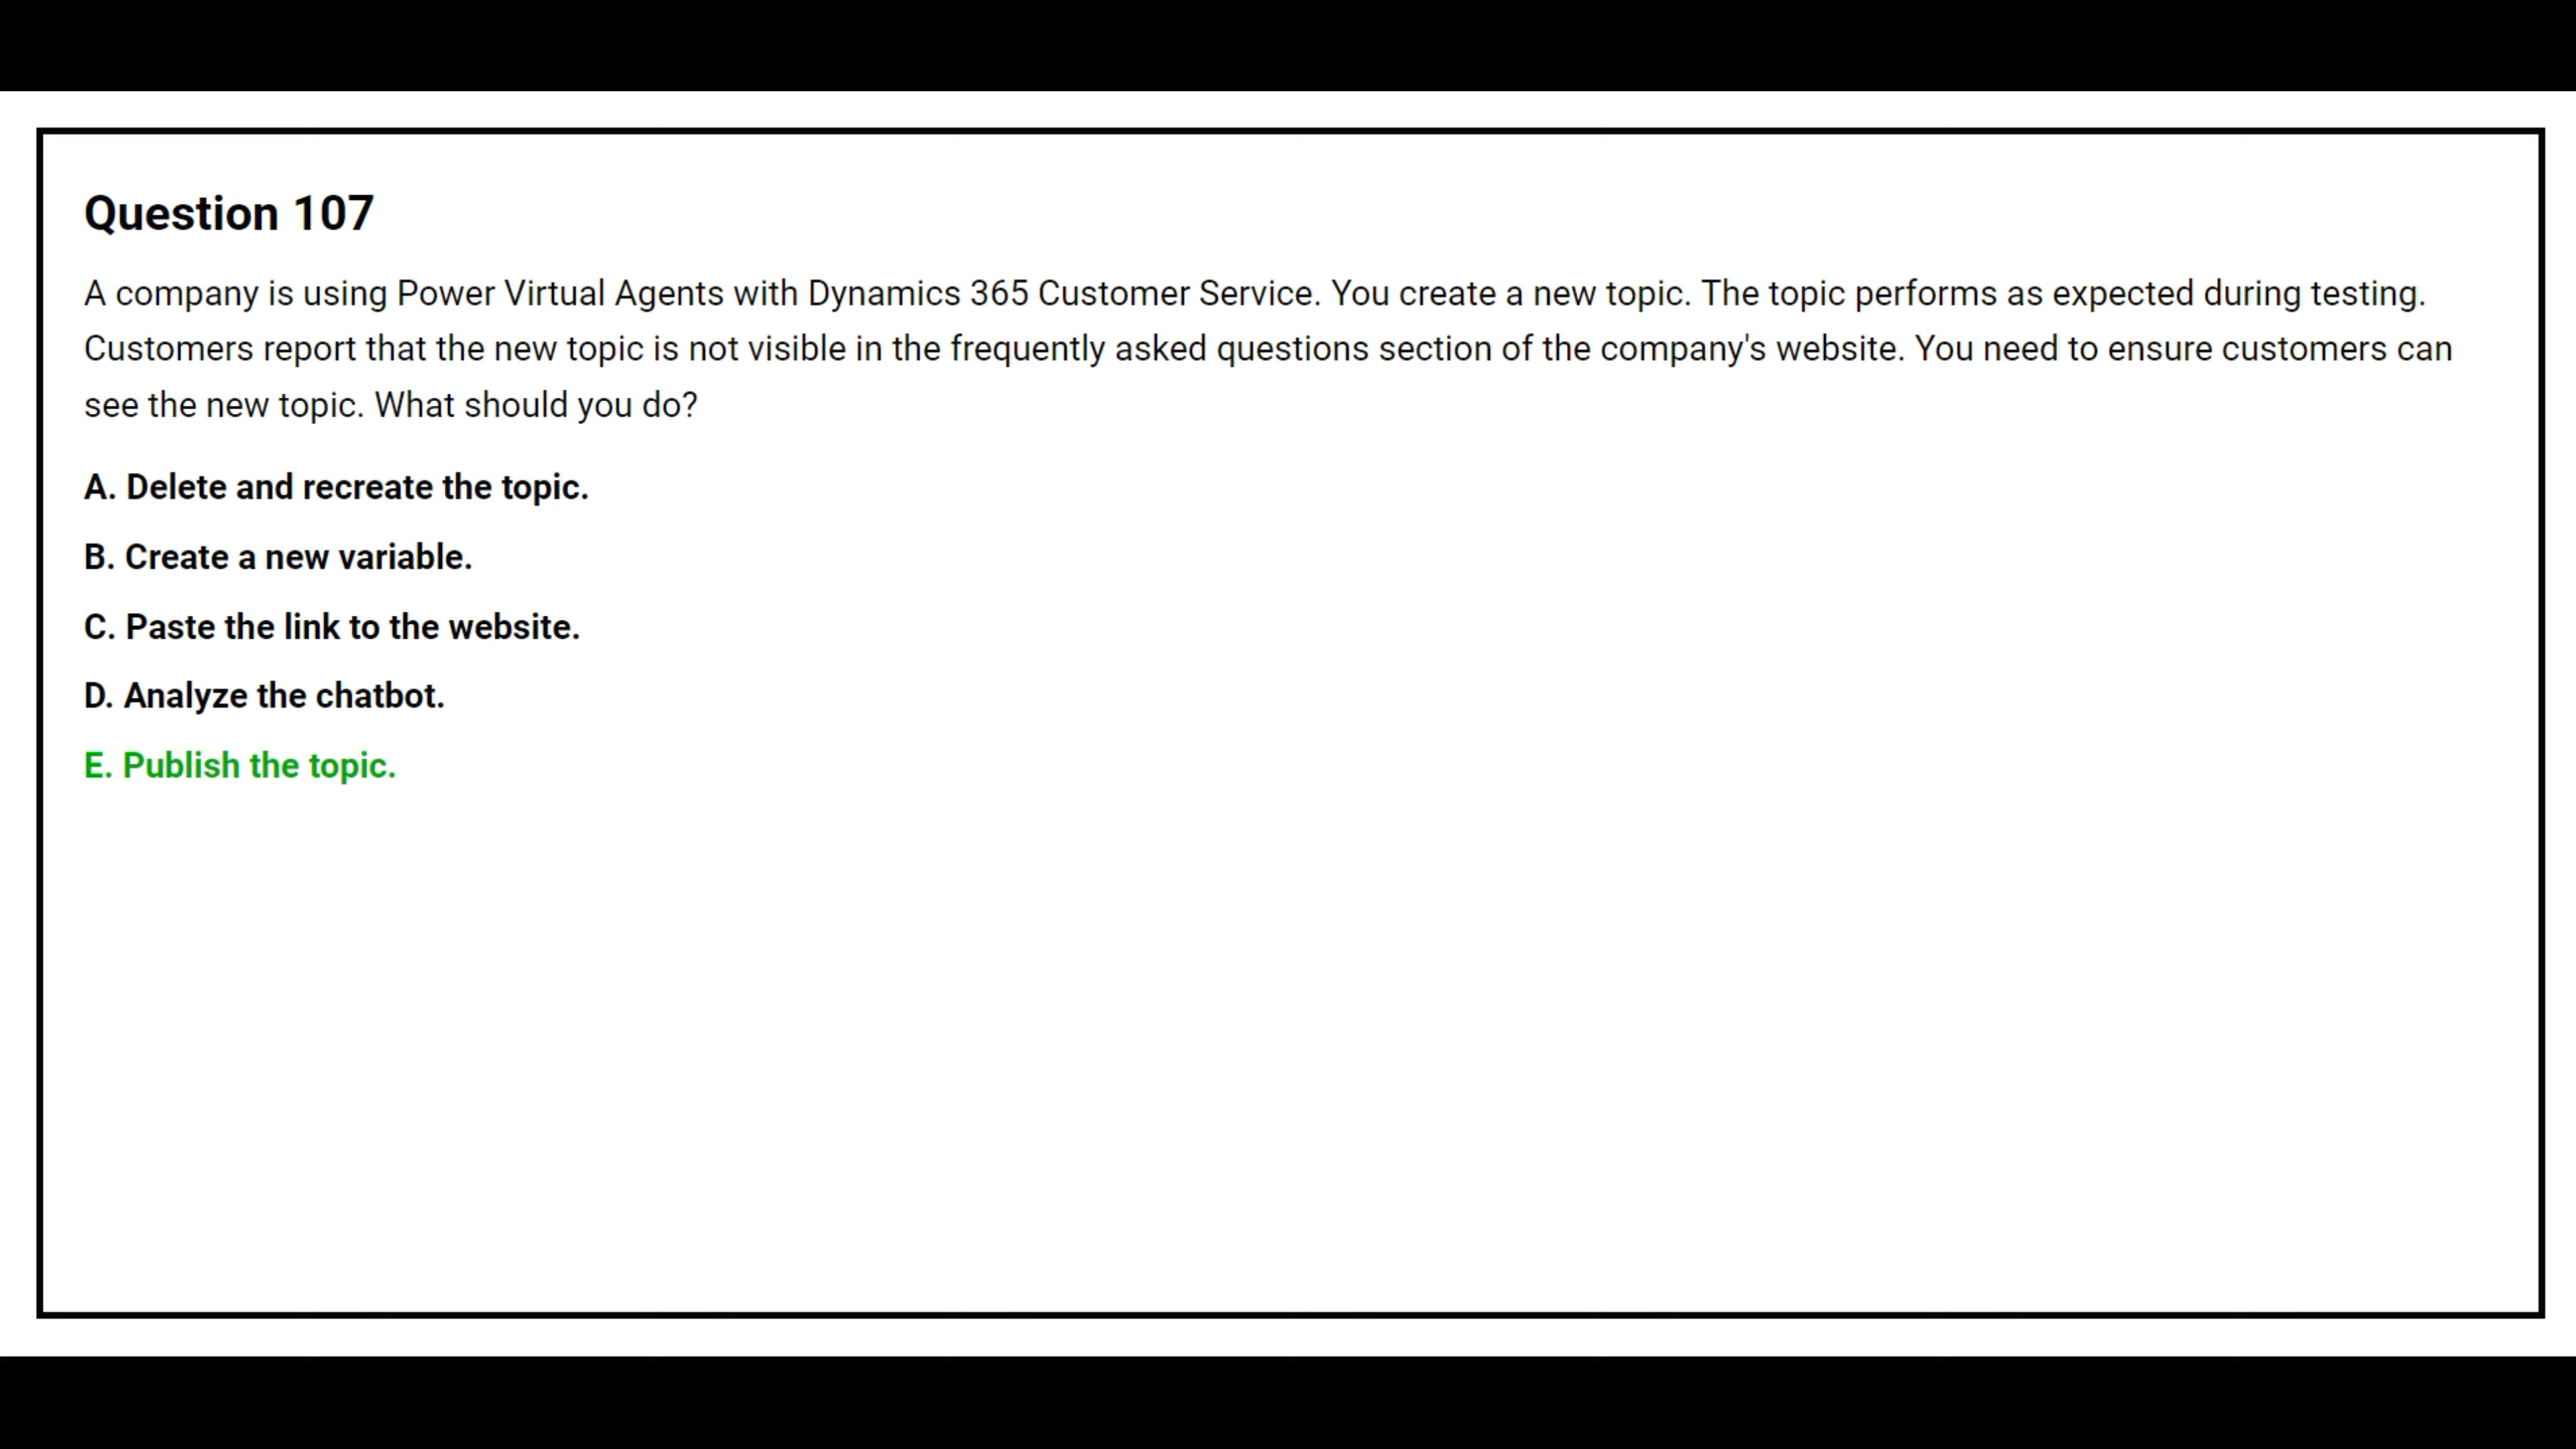 Question 107
A company is using Power Virtual Agents with Dynamics 365 Customer Service. You create a new topic. The topic performs as expected during testing.
Customers report that the new topic is not visible in the frequently asked questions section of the company's website. You need to ensure customers can
see the new topic. What should you do?
A. Delete and recreate the topic.
B. Create a new variable.
C. Paste the link to the website.
D. Analyze the chatbot.
E. Publish the topic.